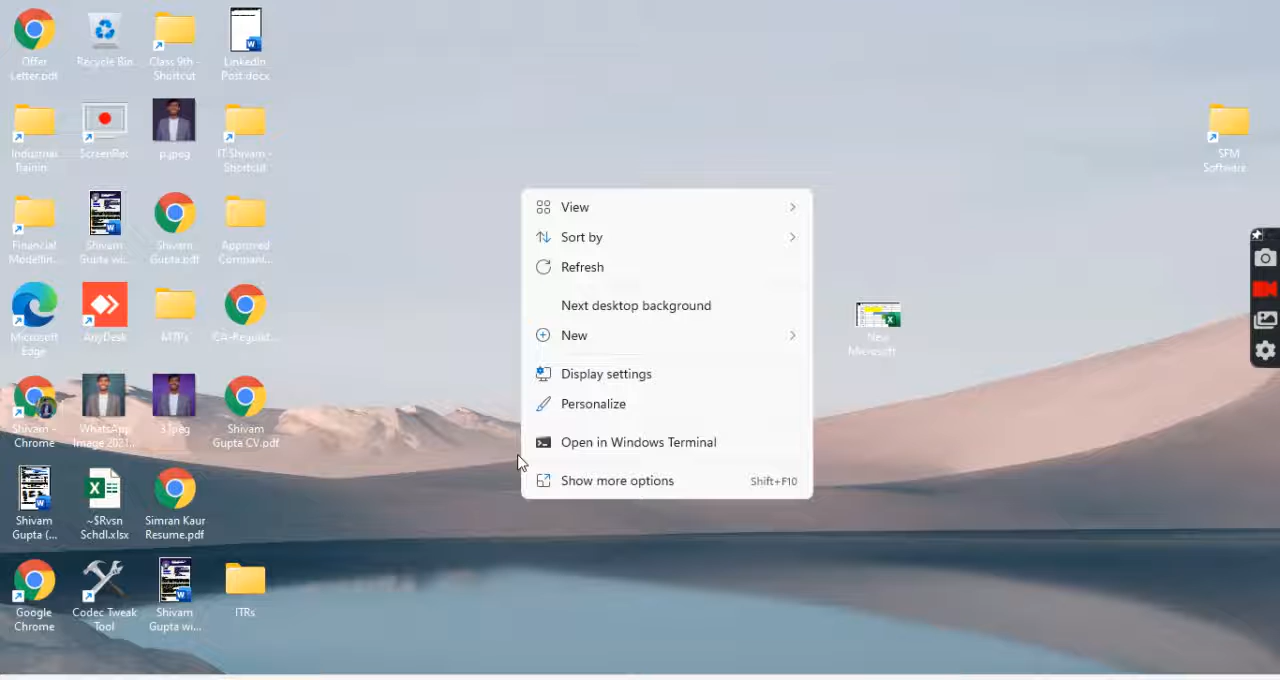 Offer
Letter.pdf
Recycle Bin
Class 9th -
Shortcut
LinkedIn
Post.docx
Industrial
Trainin...
ScreenRec
p.jpeg
IT Shivam -
Shortcut
SFM
Software...
Financial
Modellin...
Shivam
Gupta wi...
Shivam
Gupta.pdf
Approved
Compani...
Microsoft
Edge
AnyDesk
MTPs
CA-Regulat...
New
Microsoft...
Shivam -
Chrome
WhatsApp
Image 2021...
3.jpeg
Shivam
Gupta CV.pdf
Shivam
Gupta (...
~$Rvsn
Schdl.xlsx
Simran Kaur
Resume.pdf
Google
Chrome
Codec Tweak
Tool
Shivam
Gupta wi...
ITRs
View
Sort by
Refresh
Next desktop background
New
Display settings
Personalize
Open in Windows Terminal
Show more options Shift+F10